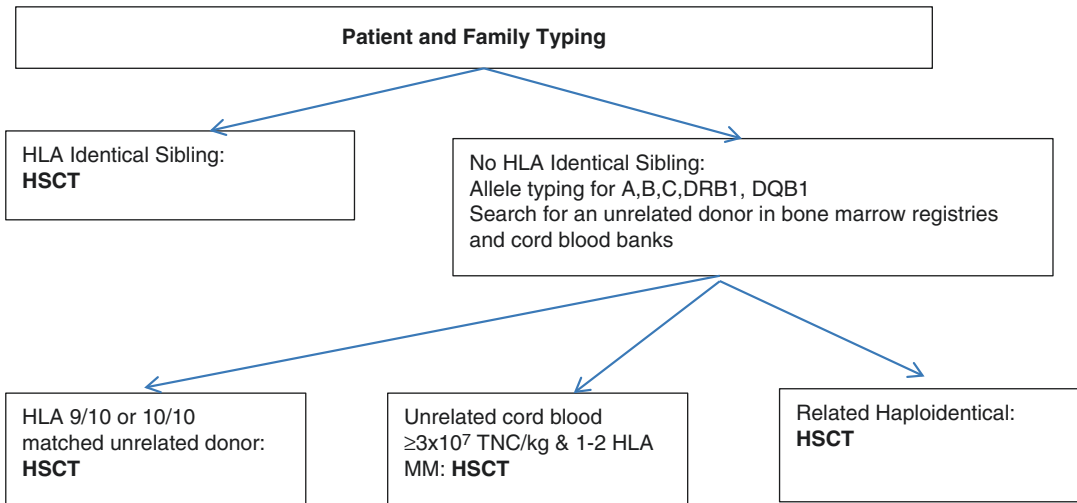 Patient and Family Typing
HLA Identical Sibling:
HSCT
No HLA Identical Sibling:
Allele typing for A,B,C,DRB1, DQB1
Search for an unrelated donor in bone marrow registries
and cord blood banks
HLA 9/10 or 10/10
matched unrelated donor:
HSCT
Unrelated cord blood
≥3x10⁷ TNC/kg & 1-2 HLA
MM: HSCT
Related Haploidentical:
HSCT